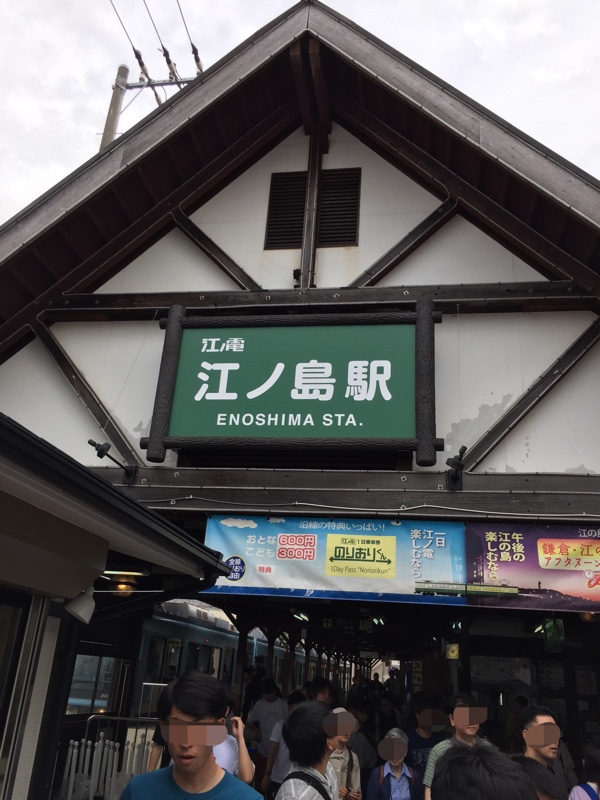 江ノ電
江ノ島駅
ENOSHIMA STA.
沿線の特典いっぱい!
おとな 600円
こども 300円
特典
江ノ電1日乗車券
のりおりくん
1Day Pass "Noriorikun"
一日
江ノ電
楽しむなら
午後の
江の島
楽しむなら
鎌倉・江の
アフタヌーン